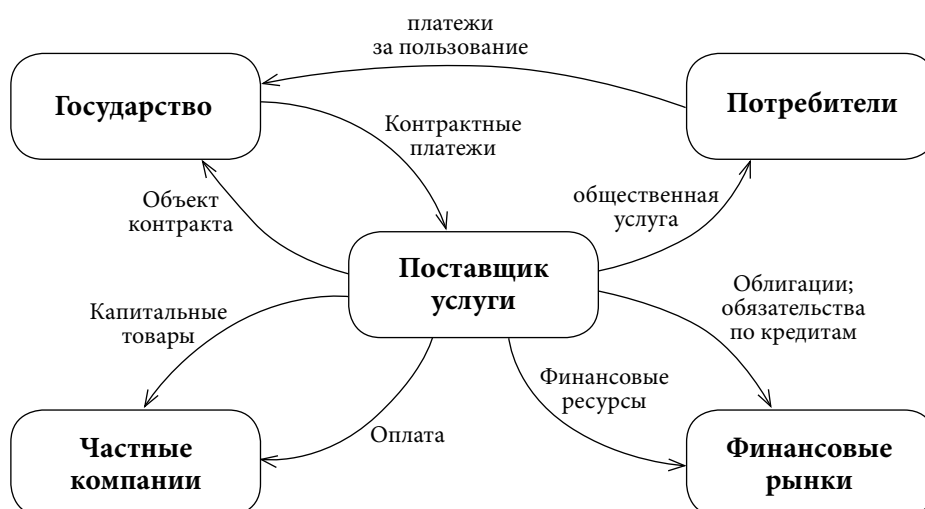 платежи
за пользование
Государство
Потребители
Контрактные
платежи
Объект
контракта
общественная
услуга
Поставщик
услуги
Капитальные
товары
Облигации;
обязательства
по кредитам
Финансовые
ресурсы
Оплата
Частные
компании
Финансовые
рынки